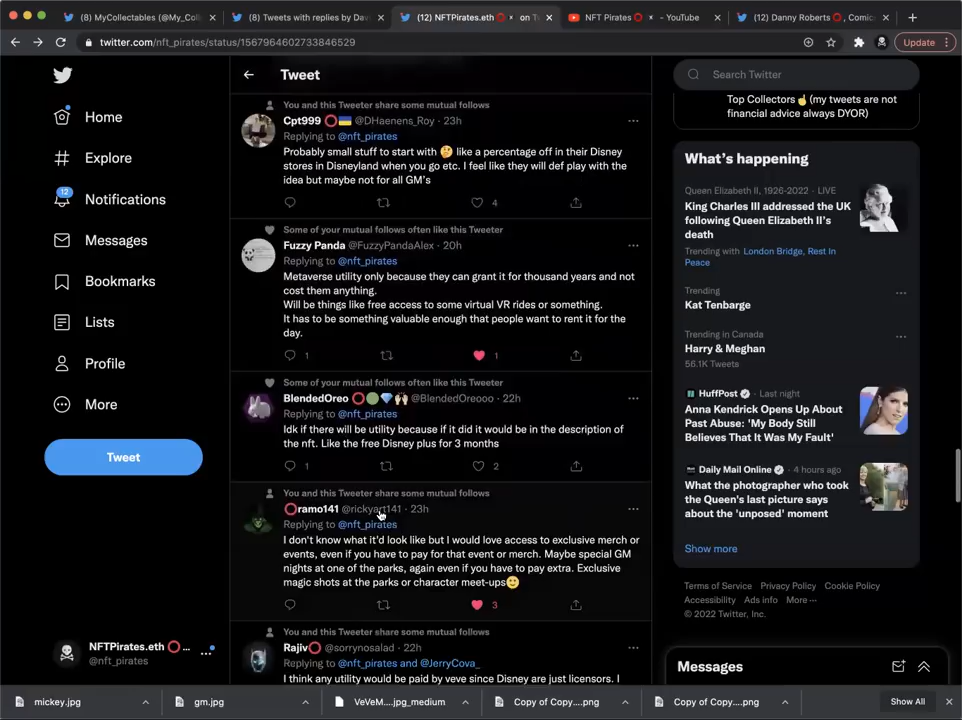 (8) MyCollectables (@My_Coll
(8) Tweets with replies by Dav
(12) NFTPirates.eth⭕ on T
NFT Pirates⭕ - YouTube
(12) Danny Roberts⭕, Comic
twitter.com/nft_pirates/status/1567964602733846529
Update
Home
Explore
12
Notifications
Messages
Bookmarks
Lists
Profile
More
Tweet
NFTPirates.eth ⭕ ...
@nft_pirates
Tweet
You and this Tweeter share some mutual follows
Cpt999 ⭕🇺🇦 @DHaenens_Roy · 23h
Replying to @nft_pirates
Probably small stuff to start with 🤔 like a percentage off in their Disney
stores in Disneyland when you go etc. I feel like they will def play with the
idea but maybe not for all GM's
4
Some of your mutual follows often like this Tweeter
Fuzzy Panda @FuzzyPandaAlex · 20h
Replying to @nft_pirates
Metaverse utility only because they can grant it for thousand years and not
cost them anything.
Will be things like free access to some virtual VR rides or something.
It has to be something valuable enough that people want to rent it for the
day.
1 1
Some of your mutual follows often like this Tweeter
BlendedOreo ⭕🟢💎🙌🏻 @BlendedOreooo · 22h
Replying to @nft_pirates
Idk if there will be utility because if it did it would be in the description of
the nft. Like the free Disney plus for 3 months
1 2
You and this Tweeter share some mutual follows
⭕ramo141 @rickyart141 · 23h
Replying to @nft_pirates
I don't know what it'd look like but I would love access to exclusive merch or
events, even if you have to pay for that event or merch. Maybe special GM
nights at one of the parks, again even if you have to pay extra. Exclusive
magic shots at the parks or character meet-ups🙂
3
You and this Tweeter share some mutual follows
Rajiv⭕ @sorrynosalad · 22h
Replying to @nft_pirates and @JerryCova_
I think any utility would be paid by veve since Disney are just licensors. I
Search Twitter
Top Collectors☝️(my tweets are not
financial advice always DYOR)
What's happening
Queen Elizabeth II, 1926-2022 · LIVE
King Charles III addressed the UK
following Queen Elizabeth II's
death
Trending with London Bridge, Rest In
Peace
Trending
Kat Tenbarge
Trending in Canada
Harry & Meghan
56.1K Tweets
HuffPost · Last night
Anna Kendrick Opens Up About
Past Abuse: 'My Body Still
Believes That It Was My Fault'
Daily Mail Online · 4 hours ago
What the photographer who took
the Queen's last picture says
about the 'unposed' moment
Show more
Terms of Service Privacy Policy Cookie Policy
Accessibility Ads info More ···
© 2022 Twitter, Inc.
Messages
mickey.jpg
gm.jpg
VeVeM....jpg_medium
Copy of Copy....png
Copy of Copy....png
Show All